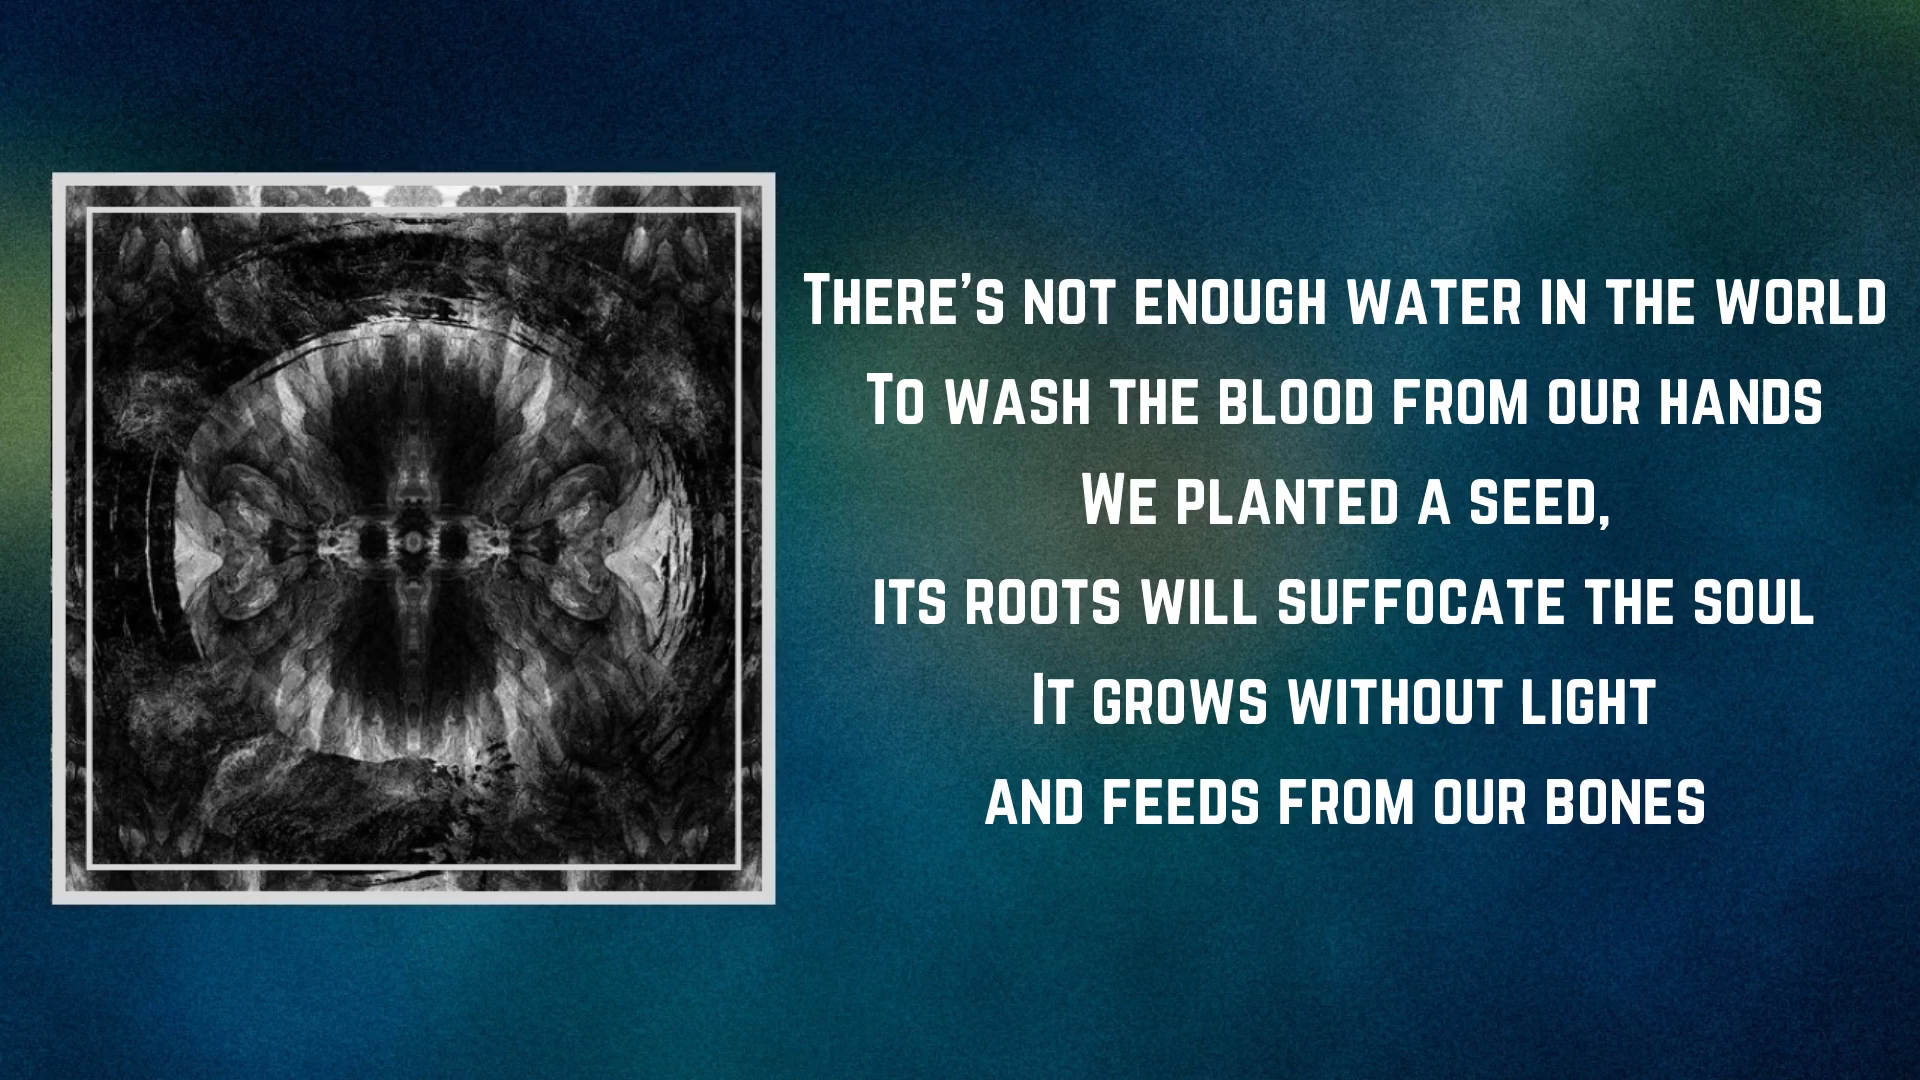 There's not enough water in the world
To wash the blood from our hands
We planted a seed,
its roots will suffocate the soul
It grows without light
and feeds from our bones